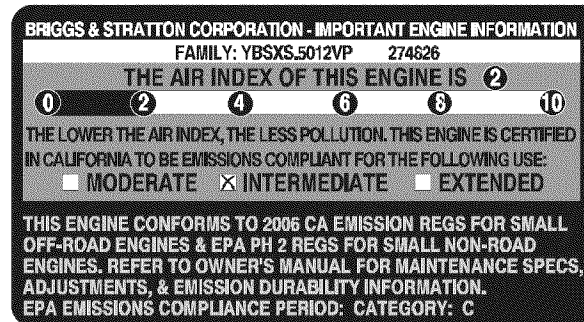 BRIGGS & STRATTON CORPORATION - IMPORTANT ENGINE INFORMATION
FAMILY: YBSXS.5012VP 274826
THE AIR INDEX OF THIS ENGINE IS 2
0 2 4 6 8 10
THE LOWER THE AIR INDEX, THE LESS POLLUTION. THIS ENGINE IS CERTIFIED
IN CALIFORNIA TO BE EMISSIONS COMPLIANT FOR THE FOLLOWING USE:
MODERATE INTERMEDIATE EXTENDED
THIS ENGINE CONFORMS TO 2006 CA EMISSION REGS FOR SMALL
OFF-ROAD ENGINES & EPA PH 2 REGS FOR SMALL NON-ROAD
ENGINES. REFER TO OWNER'S MANUAL FOR MAINTENANCE SPECS,
ADJUSTMENTS, & EMISSION DURABILITY INFORMATION.
EPA EMISSIONS COMPLIANCE PERIOD: CATEGORY: C